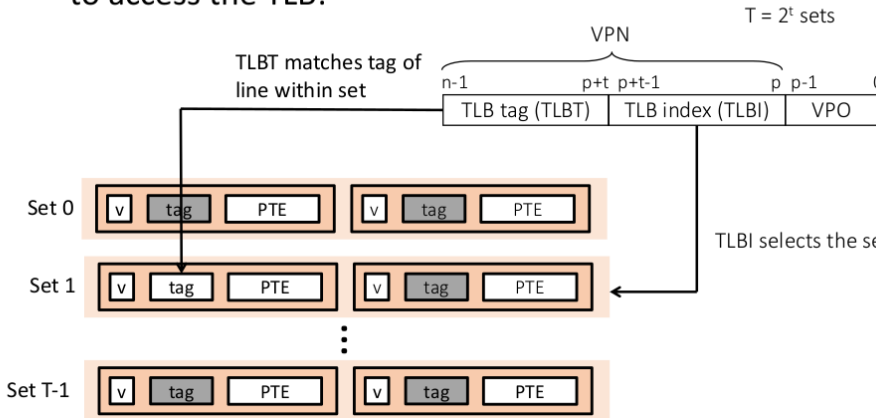 to access the TLB:
T = 2ᵗ sets
VPN
TLBT matches tag of
line within set
n-1 p+t p+t-1 p p-1 0
TLB tag (TLBT) TLB index (TLBI) VPO
Set 0 v tag PTE v tag PTE
TLBI selects the se
Set 1 v tag PTE v tag PTE
Set T-1 v tag PTE v tag PTE